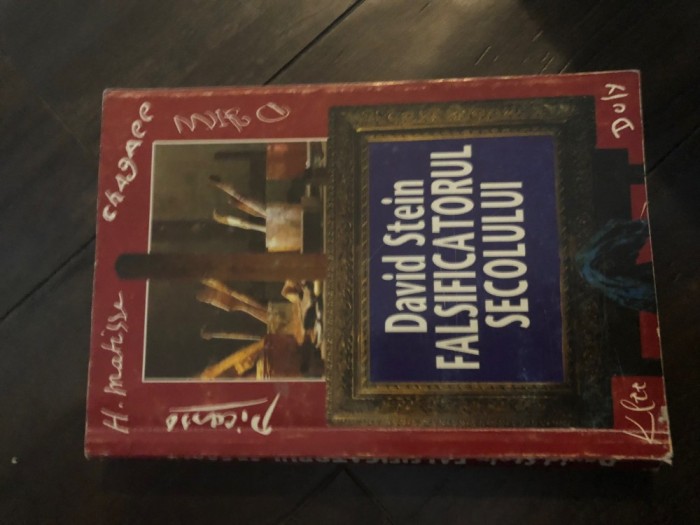 David Stein
FALSIFICATORUL
SECOLULUI
H. Matisse
Chagall
Picasso
Klee
Dufy